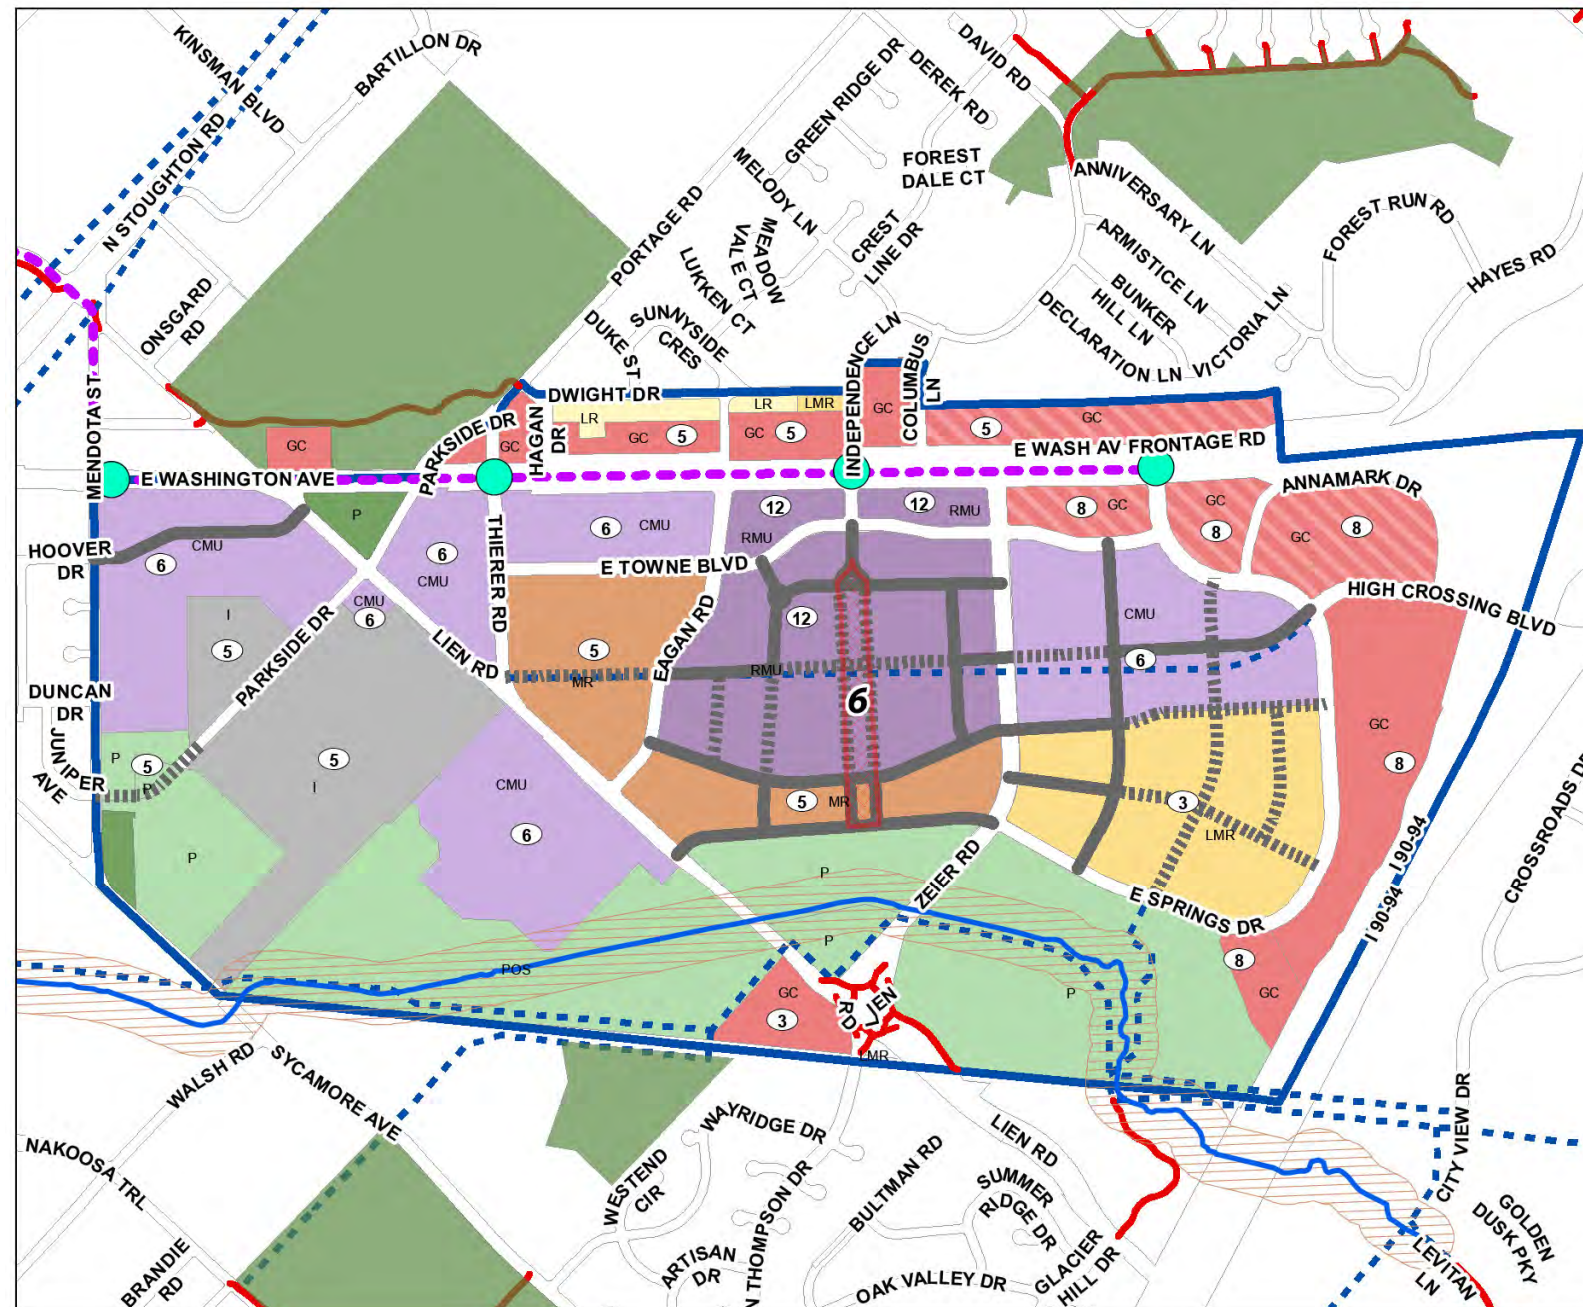 KINSMAN BLVD
BARTILLON DR
N STOUGHTON RD
GREEN RIDGE DR
DEREK RD
DAVID RD
MELODY LN
FOREST
DALE CT
ANNIVERSARY LN
PORTAGE RD
MEADOW
VALE CT
LUKKEN CT
CREST
LINE DR
ARMISTICE LN
BUNKER
HILL LN
DECLARATION LN
VICTORIA LN
FOREST RUN RD
HAYES RD
ONSGARD
RD
DUKE ST
SUNNYSIDE
CRES
INDEPENDENCE LN
COLUMBUS
LN
MENDOTA ST
DWIGHT DR
PARKSIDE DR
HAGAN
DR
LR
LR
LMR
GC
GC
GC
GC
5
GC
5
5
GC
E WASH AV FRONTAGE RD
E WASHINGTON AVE
ANNAMARK DR
P
THIERER RD
6
CMU
12
12
RMU
8
GC
GC
8
GC
8
HOOVER
DR
CMU
6
6
CMU
RMU
E TOWNE BLVD
HIGH CROSSING BLVD
I
5
CMU
6
PARKSIDE DR
LIEN RD
5
MR
EAGAN RD
12
RMU
CMU
6
6
DUNCAN
DR
JUNIPER
AVE
P
5
P
5
I
CMU
6
GC
8
5
MR
3
LMR
P
P
ZEIER RD
E SPRINGS DR
I 90-94
I 90-94
CROSSROADS DR
P
POS
P
8
GC
GC
3
LIEN
RD
LMR
WALSH RD
SYCAMORE AVE
NAKOOSA TRL
BRANDIE
RD
WAYRIDGE DR
WESTEND
CIR
ARTISAN
DR
N THOMPSON DR
BULTMAN RD
LIEN RD
SUMMER
RIDGE DR
OAK VALLEY DR
GLACIER
HILL DR
CITY VIEW DR
GOLDEN
DUSK PKY
LEVITAN
LN